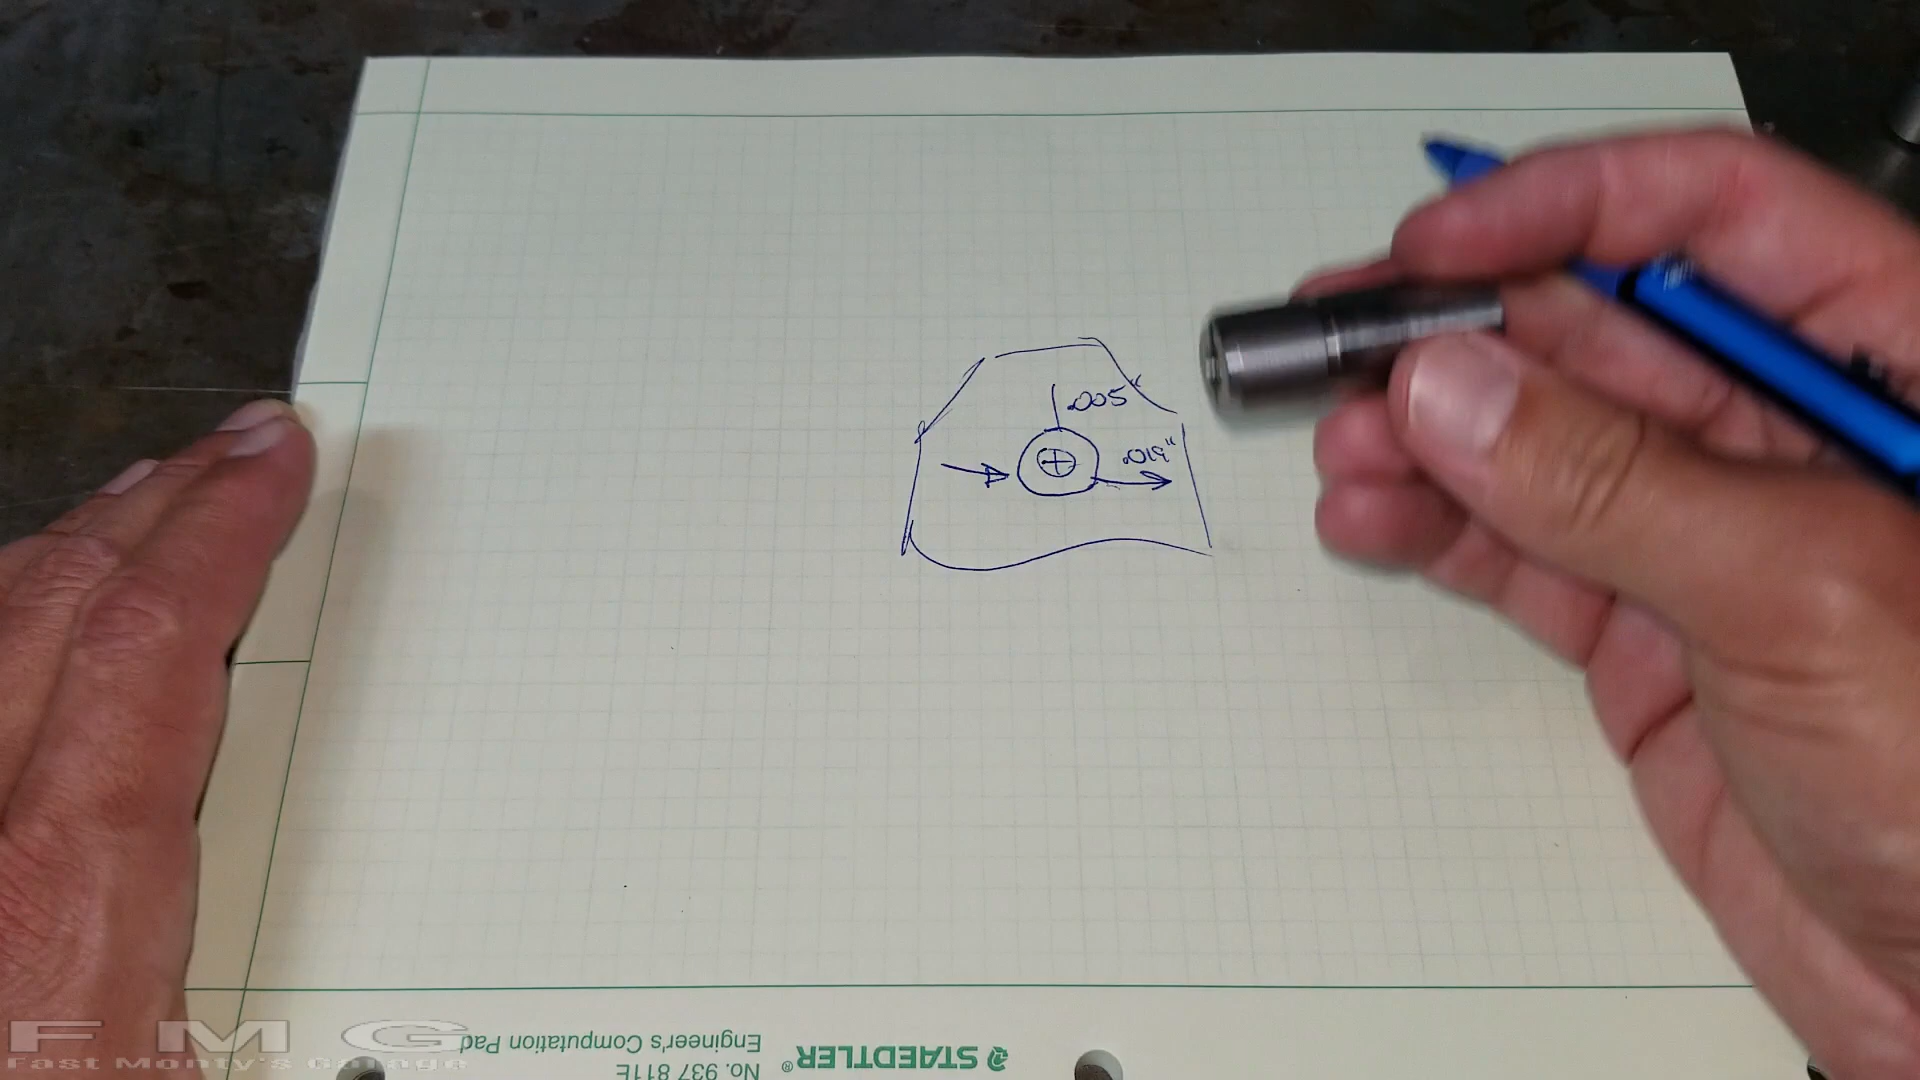 .005"
.019"
STAEDTLER®
No. 937 811E
Engineer's Computation Pad
FMG
Fast Monty's Garage